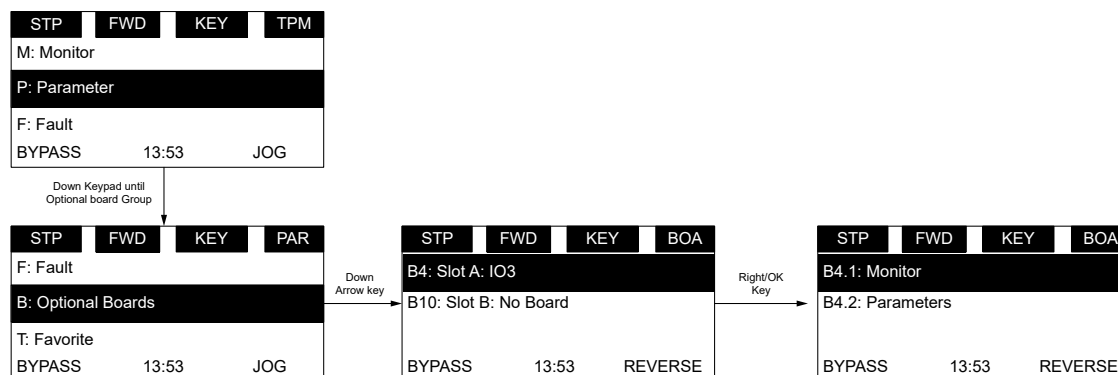 STP FWD KEY TPM
M: Monitor
P: Parameter
F: Fault
BYPASS 13:53 JOG
Down Keypad until
Optional board Group
STP FWD KEY PAR
F: Fault
B: Optional Boards
T: Favorite
BYPASS 13:53 JOG
Down
Arrow key
STP FWD KEY BOA
B4: Slot A: IO3
B10: Slot B: No Board
BYPASS 13:53 REVERSE
Right/OK
Key
STP FWD KEY BOA
B4.1: Monitor
B4.2: Parameters
BYPASS 13:53 REVERSE